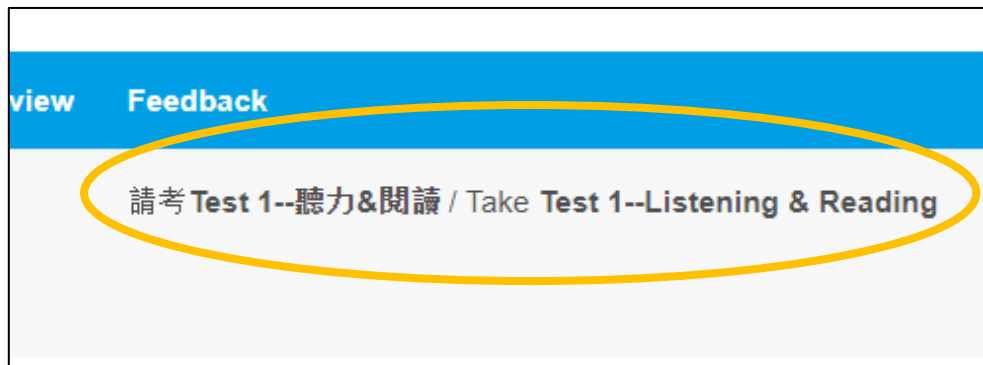 view Feedback
請考Test 1--聽力&閱讀 / Take Test 1--Listening & Reading